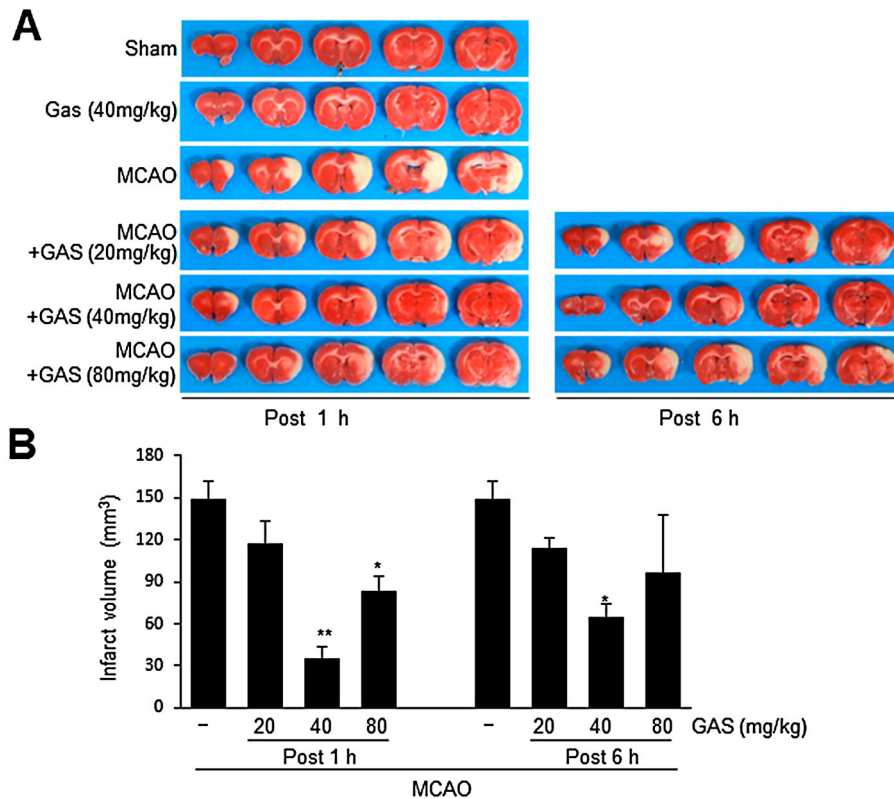 A
Sham
Gas (40mg/kg)
MCAO
MCAO
+GAS (20mg/kg)
MCAO
+GAS (40mg/kg)
MCAO
+GAS (80mg/kg)
Post 1 h
Post 6 h
B
Infarct volume (mm³)
180
150
120
90
60
30
0
**
*
*
– 20 40 80 – 20 40 80 GAS (mg/kg)
Post 1 h Post 6 h
MCAO